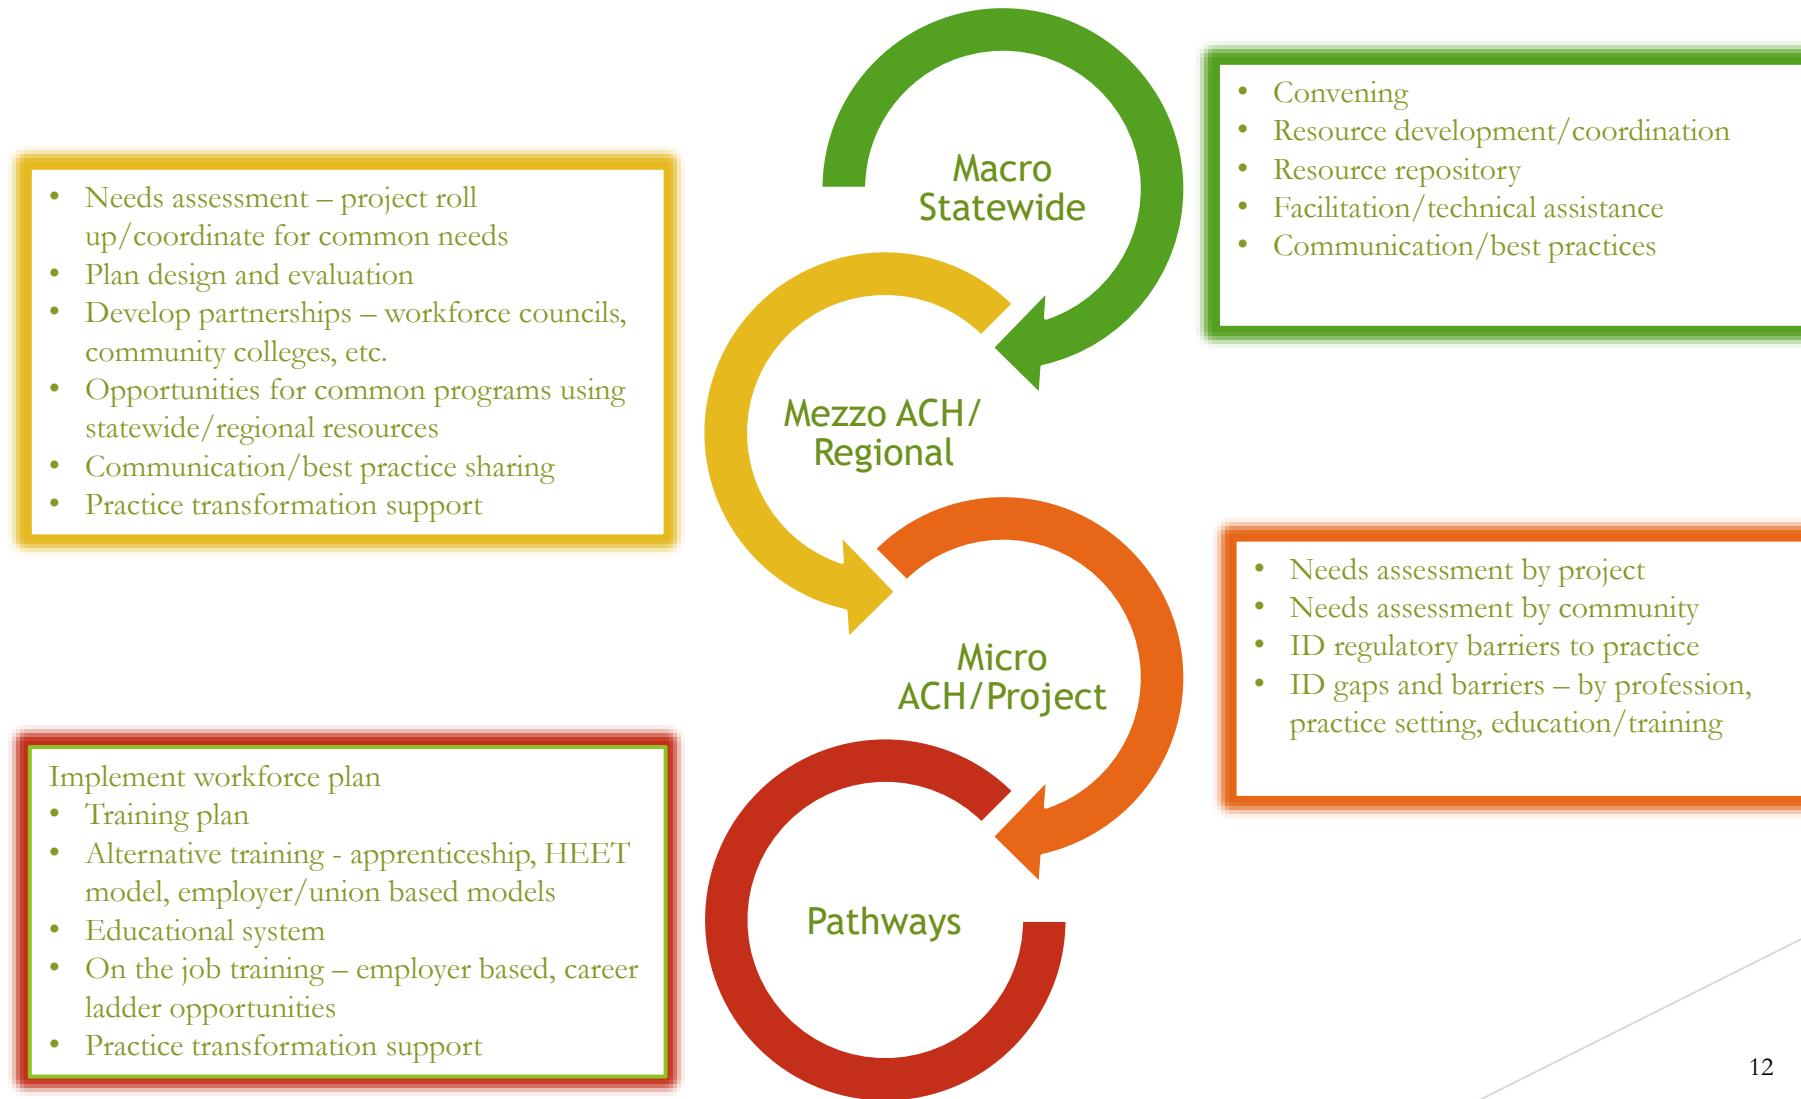 Macro
Statewide
• Convening
• Resource development/coordination
• Resource repository
• Facilitation/technical assistance
• Communication/best practices
• Needs assessment – project roll
up/coordinate for common needs
• Plan design and evaluation
• Develop partnerships – workforce councils,
community colleges, etc.
• Opportunities for common programs using
statewide/regional resources
• Communication/best practice sharing
• Practice transformation support
Mezzo ACH/
Regional
Micro
ACH/Project
• Needs assessment by project
• Needs assessment by community
• ID regulatory barriers to practice
• ID gaps and barriers – by profession,
practice setting, education/training
Implement workforce plan
• Training plan
• Alternative training - apprenticeship, HEET
model, employer/union based models
• Educational system
• On the job training – employer based, career
ladder opportunities
• Practice transformation support
Pathways
12